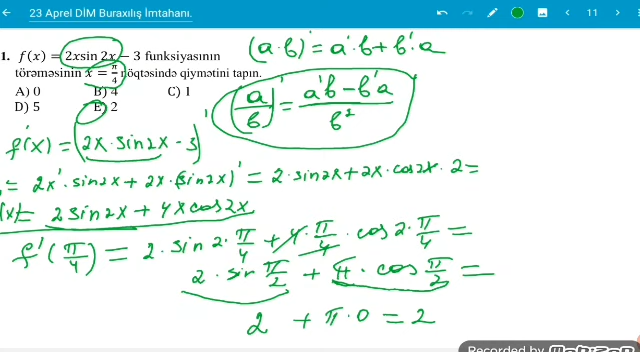 23 Aprel DİM Buraxılış İmtahanı.
11
1. f(x) = 2xsin 2x − 3 funksiyasının
törəməsinin x = π/4 nöqtəsində qiymətini tapın.
A) 0 B) 4 C) 1
D) 5 E) 2
(a·b)' = a'b + b'·a
(a/b)' = (a'b − b'a)/b²
f'(x) = (2x·sin2x − 3)'
= 2x'·sin2x + 2x·(sin2x)' = 2·sin2x + 2x·cos2x·2 =
(x) = 2sin2x + 4xcos2x
f'(π/4) = 2·sin2·π/4 + 4·π/4·cos2·π/4 =
2·sin π/2 + π·cos π/2 =
2 + π·0 = 2
Recorded by